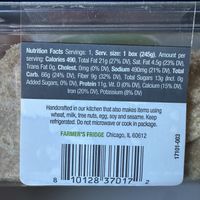 Nutrition Facts Servings: 1, Serv. size: 1 box (245g). Amount per
serving: Calories 490, Total Fat 21g (27% DV), Sat Fat 4.5g (23% DV),
Trans Fat 0g, Cholest. 0mg (0% DV), Sodium 490mg (21% DV), Total
Carb. 66g (24% DV), Fiber 9g (32% DV), Total Sugars 13g (Incl. 0g
Added Sugars, 0% DV), Protein 11g, Vit. D (0% DV), Calcium (15% DV),
Iron (20% DV), Potassium (8% DV)
Handcrafted in our kitchen that also makes items using
wheat, milk, tree nuts, egg, soy and sesame. Keep
refrigerated. Do not microwave or cook in package.
FARMER'S FRIDGE Chicago, IL 60612
17101-003
8 10128 37017 2